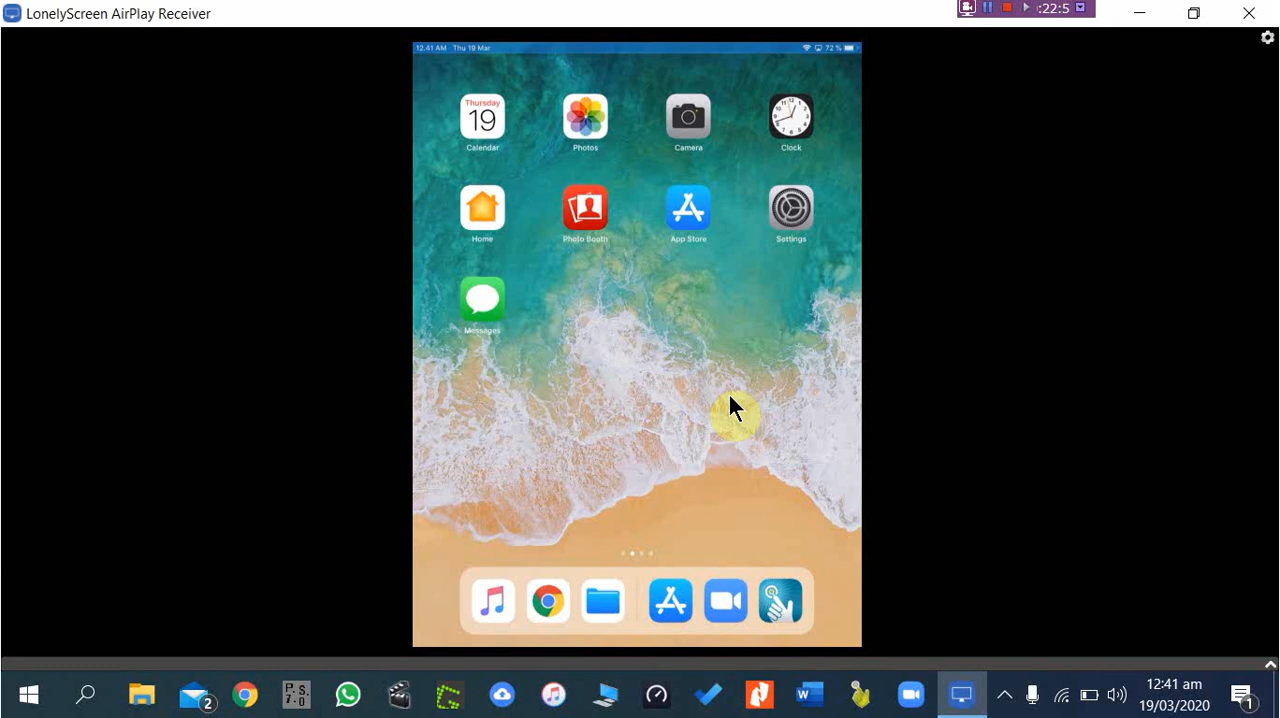 LonelyScreen AirPlay Receiver
:22:5
12.41 AM Thu 19 Mar
72 %
Thursday
19
Calendar
Photos
Camera
Clock
Home
Photo Booth
App Store
Settings
Messages
2
P.S.
7.0
12:41 am
19/03/2020
1